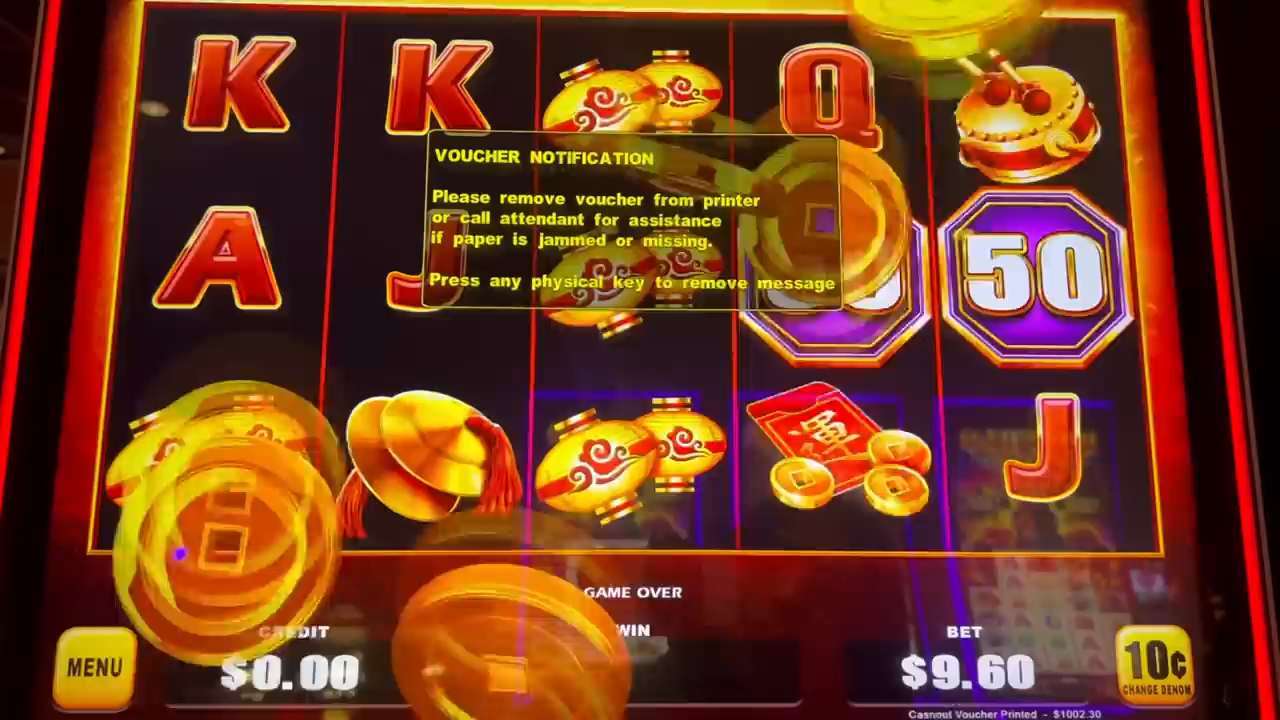 K K Q
VOUCHER NOTIFICATION
Please remove voucher from printer
or call attendant for assistance
if paper is jammed or missing.
Press any physical key to remove message
A J 50
運
J
GAME OVER
CREDIT WIN BET
MENU $0.00 $9.60 10¢
CHANGE DENOM
Cashout Voucher Printed - $1002.30